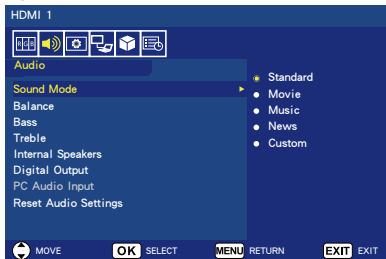 HDMI 1
RGB
Audio
Sound Mode
Balance
Bass
Treble
Internal Speakers
Digital Output
PC Audio Input
Reset Audio Settings
Standard
Movie
Music
News
Custom
MOVE OK SELECT MENU RETURN EXIT EXIT